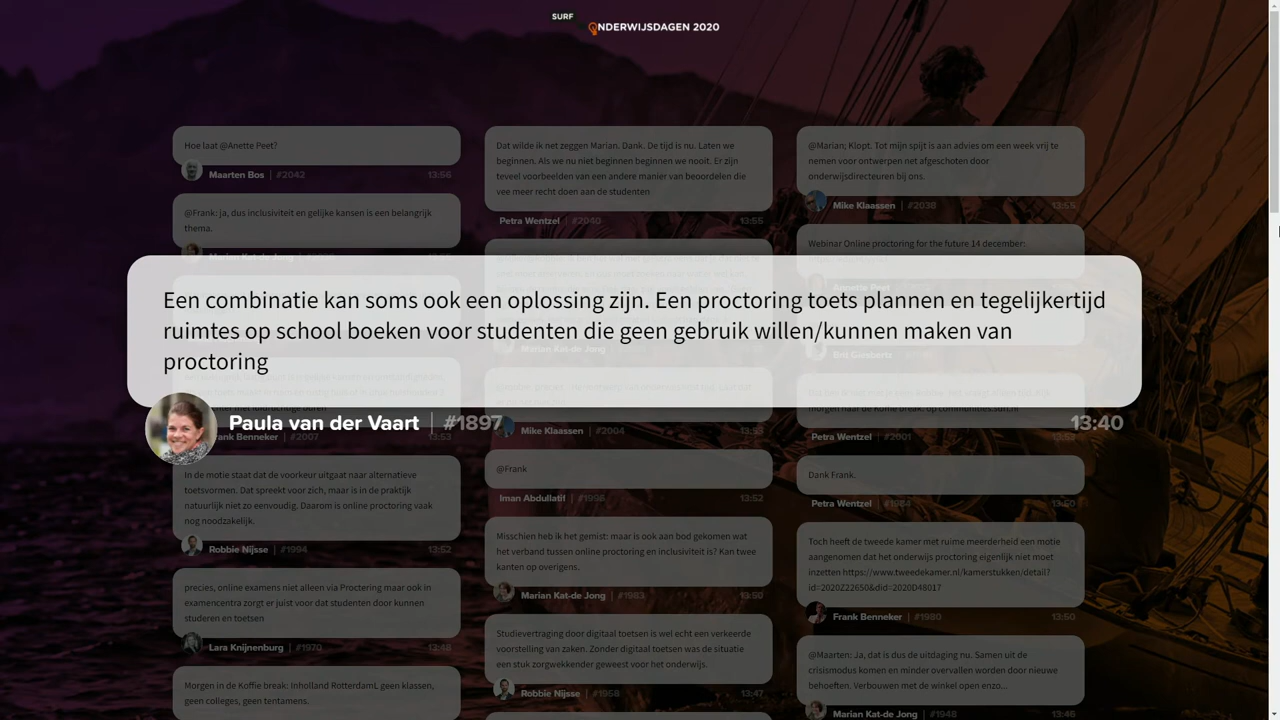 SURF
ONDERWIJSDAGEN 2020
Hoe laat @Anette Peet?
Maarten Bos | #2042 13:56
@Frank: ja, dus inclusiviteit en gelijke kansen is een belangrijk
thema.
Dat wilde ik net zeggen Marian. Dank. De tijd is nu. Laten we
beginnen. Als we nu niet beginnen beginnen we nooit. Er zijn
teveel voorbeelden van een andere manier van beoordelen die
vee meer recht doen aan de studenten
Petra Wentzel | #2040 13:55
@Marian; Klopt. Tot mijn spijt is aan advies om een week vrij te
nemen voor ontwerpen net afgeschoten door
onderwijsdirecteuren bij ons.
Mike Klaassen | #2038 13:55
Webinar Online proctoring for the future 14 december:
Een combinatie kan soms ook een oplossing zijn. Een proctoring toets plannen en tegelijkertijd
ruimtes op school boeken voor studenten die geen gebruik willen/kunnen maken van
proctoring
Paula van der Vaart | #1897 13:40
Frank Benneker | #2007 13:53
In de motie staat dat de voorkeur uitgaat naar alternatieve
toetsvormen. Dat spreekt voor zich, maar is in de praktijk
natuurlijk niet zo eenvoudig. Daarom is online proctoring vaak
nog noodzakelijk.
Robbie Nijsse | #1994 13:52
precies, online examens niet alleen via Proctering maar ook in
examencentra zorgt er juist voor dat studenten door kunnen
studeren en toetsen
Lara Knijnenburg | #1970 13:48
Morgen in de Koffie break: Inholland RotterdamL geen klassen,
geen colleges, geen tentamens.
Mike Klaassen | #2004 13:53
@Frank
Iman Abdullatif | #1996 13:52
Misschien heb ik het gemist: maar is ook aan bod gekomen wat
het verband tussen online proctoring en inclusiviteit is? Kan twee
kanten op overigens.
Marian Kat-de Jong | #1983 13:50
Studievertraging door digitaal toetsen is wel echt een verkeerde
voorstelling van zaken. Zonder digitaal toetsen was de situatie
een stuk zorgwekkender geweest voor het onderwijs.
Robbie Nijsse | #1958 13:47
Petra Wentzel | #2001 13:53
Dank Frank.
Petra Wentzel | #1984 13:50
Toch heeft de tweede kamer met ruime meerderheid een motie
aangenomen dat het onderwijs proctoring eigenlijk niet moet
inzetten https://www.tweedekamer.nl/kamerstukken/detail?
id=2020Z22650&did=2020D48017
Frank Benneker | #1980 13:50
@Maarten: Ja, dat is dus de uitdaging nu. Samen uit de
crisismodus komen en minder overvallen worden door nieuwe
behoeften. Verbouwen met de winkel open enzo...
Marian Kat-de Jong | #1948 13:46